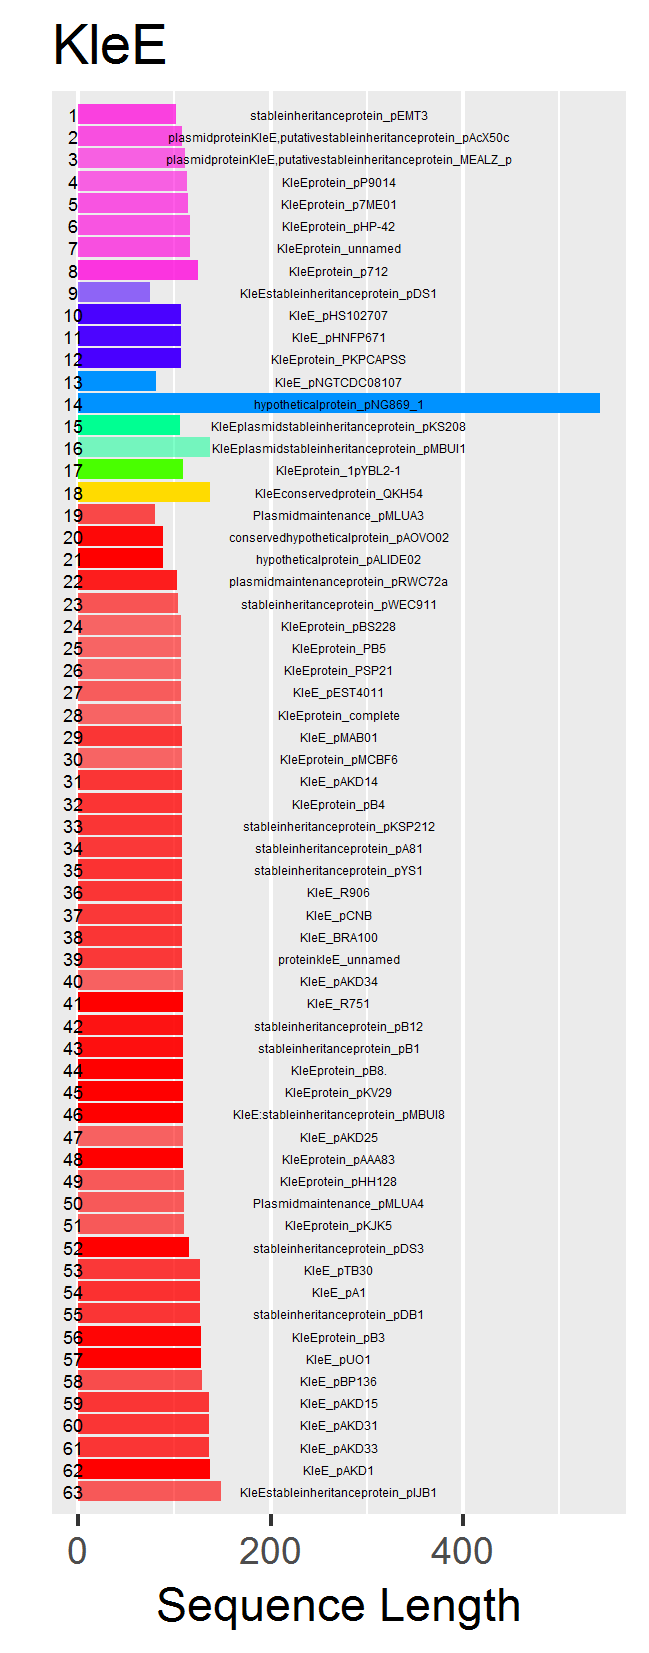 KleE
1 stableinheritanceprotein_pEMT3
2 plasmidproteinKleE,putativestableinheritanceprotein_pAcX50c
3 plasmidproteinKleE,putativestableinheritanceprotein_MEALZ_p
4 KleEprotein_pP9014
5 KleEprotein_p7ME01
6 KleEprotein_pHP-42
7 KleEprotein_unnamed
8 KleEprotein_p712
9 KleEstableinheritanceprotein_pDS1
10 KleE_pHS102707
11 KleE_pHNFP671
12 KleEprotein_PKPCAPSS
13 KleE_pNGTCDC08107
14 hypotheticalprotein_pNG869_1
15 KleEplasmidstableinheritanceprotein_pKS208
16 KleEplasmidstableinheritanceprotein_pMBUI1
17 KleEprotein_1pYBL2-1
18 KleEconservedprotein_QKH54
19 Plasmidmaintenance_pMLUA3
20 conservedhypotheticalprotein_pAOVO02
21 hypotheticalprotein_pALIDE02
22 plasmidmaintenanceprotein_pRWC72a
23 stableinheritanceprotein_pWEC911
24 KleEprotein_pBS228
25 KleEprotein_PB5
26 KleEprotein_PSP21
27 KleE_pEST4011
28 KleEprotein_complete
29 KleE_pMAB01
30 KleEprotein_pMCBF6
31 KleE_pAKD14
32 KleEprotein_pB4
33 stableinheritanceprotein_pKSP212
34 stableinheritanceprotein_pA81
35 stableinheritanceprotein_pYS1
36 KleE_R906
37 KleE_pCNB
38 KleE_BRA100
39 proteinkleE_unnamed
40 KleE_pAKD34
41 KleE_R751
42 stableinheritanceprotein_pB12
43 stableinheritanceprotein_pB1
44 KleEprotein_pB8.
45 KleEprotein_pKV29
46 KleE:stableinheritanceprotein_pMBUI8
47 KleE_pAKD25
48 KleEprotein_pAAA83
49 KleEprotein_pHH128
50 Plasmidmaintenance_pMLUA4
51 KleEprotein_pKJK5
52 stableinheritanceprotein_pDS3
53 KleE_pTB30
54 KleE_pA1
55 stableinheritanceprotein_pDB1
56 KleEprotein_pB3
57 KleE_pUO1
58 KleE_pBP136
59 KleE_pAKD15
60 KleE_pAKD31
61 KleE_pAKD33
62 KleE_pAKD1
63 KleEstableinheritanceprotein_pIJB1
0 200 400
Sequence Length